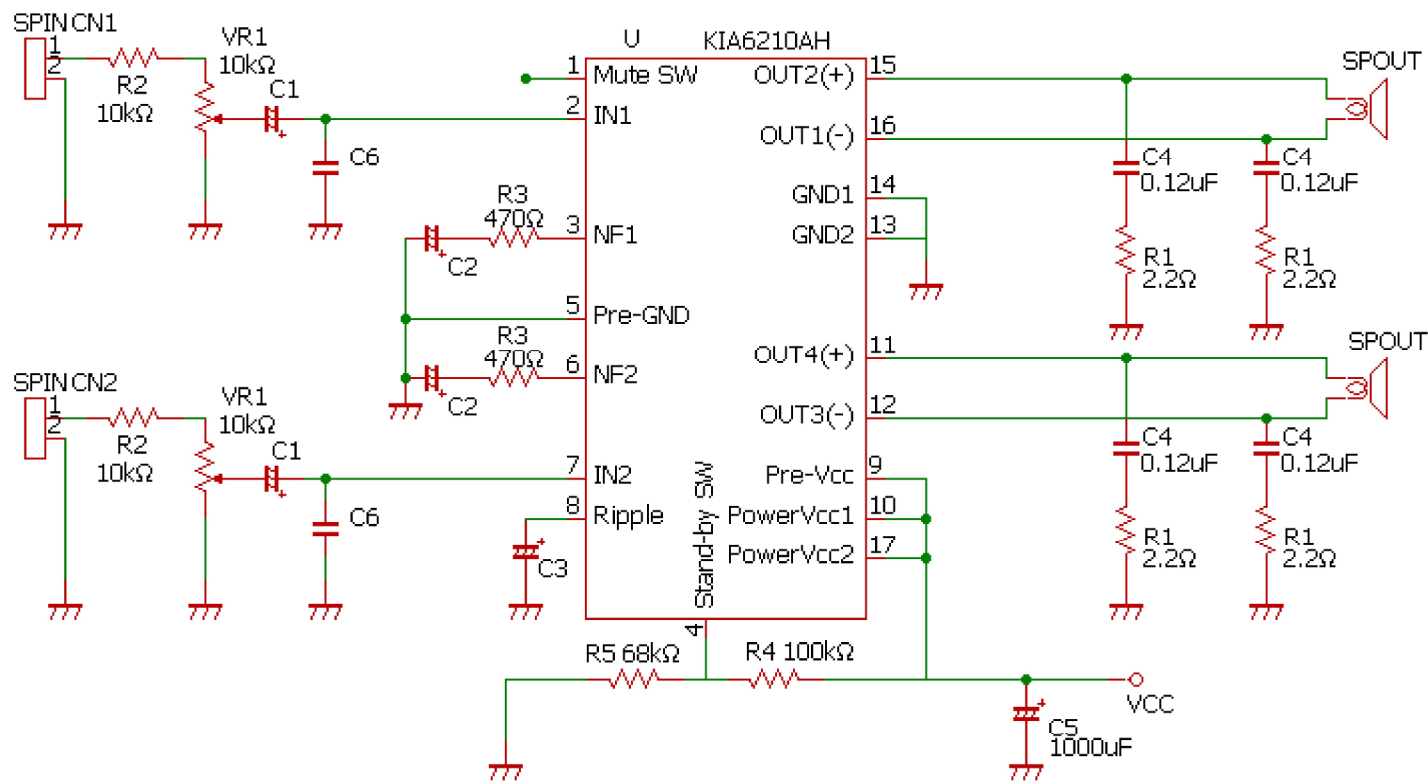 SPIN CN1
1
2
R2
10kΩ
VR1
10kΩ
C1
C6
U
KIA6210AH
1
Mute SW
2
IN1
R3
470Ω
3
NF1
C2
5
Pre-GND
R3
470Ω
6
NF2
C2
SPIN CN2
1
2
R2
10kΩ
VR1
10kΩ
C1
C6
7
IN2
8
Ripple
C3
Stand-by SW
4
OUT2(+)
15
OUT1(-)
16
GND1
14
GND2
13
OUT4(+)
11
OUT3(-)
12
Pre-Vcc
9
PowerVcc1
10
PowerVcc2
17
SPOUT
C4
0.12uF
C4
0.12uF
R1
2.2Ω
R1
2.2Ω
SPOUT
C4
0.12uF
C4
0.12uF
R1
2.2Ω
R1
2.2Ω
R5 68kΩ
R4 100kΩ
VCC
C5
1000uF